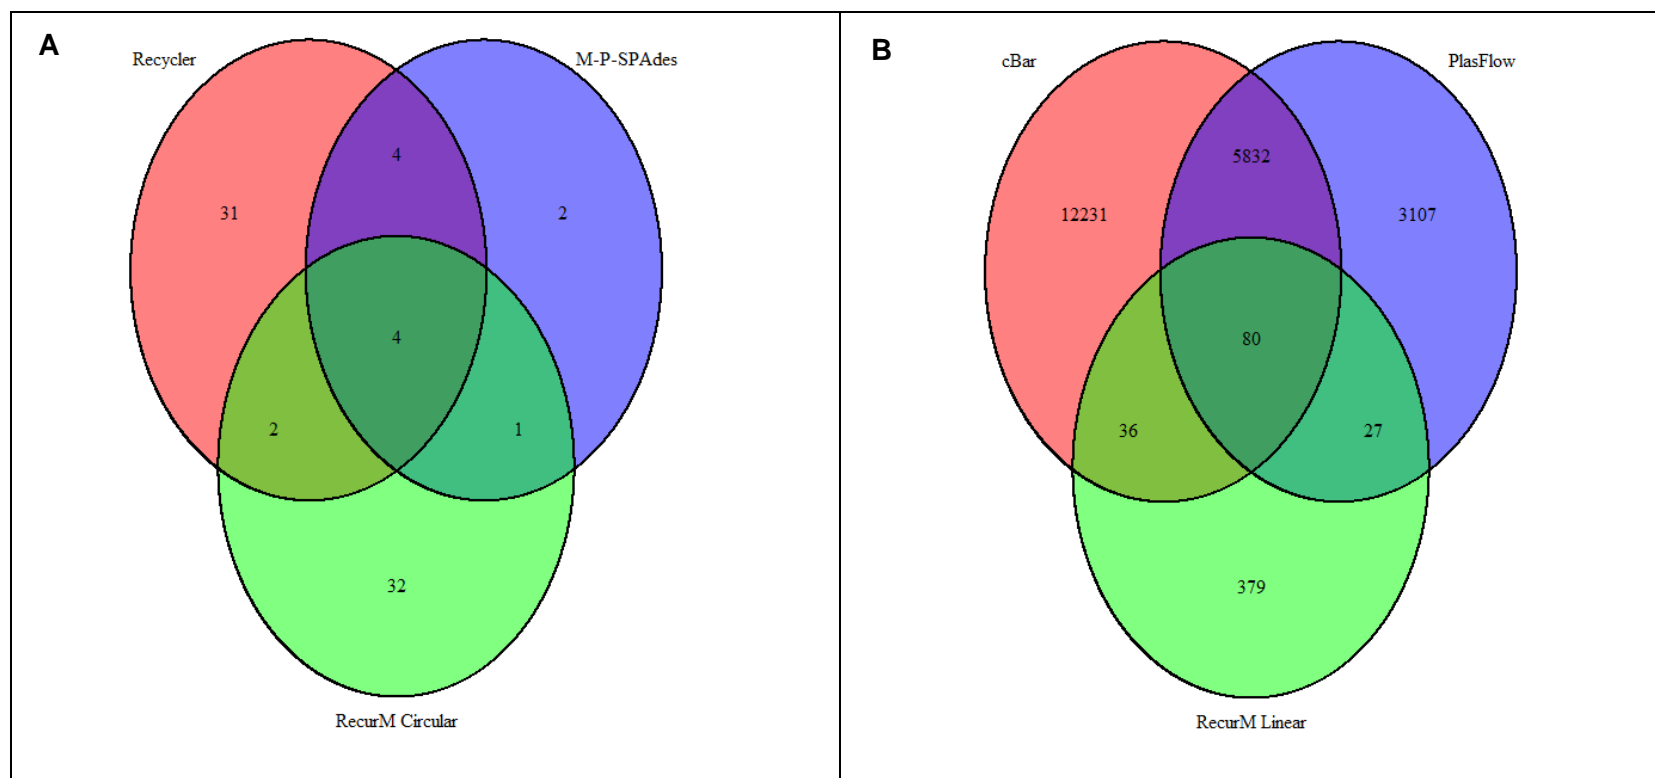 A
Recycler
M-P-SPAdes
4
31
2
4
2
1
32
RecurM Circular
B
cBar
PlasFlow
5832
12231
3107
80
36
27
379
RecurM Linear